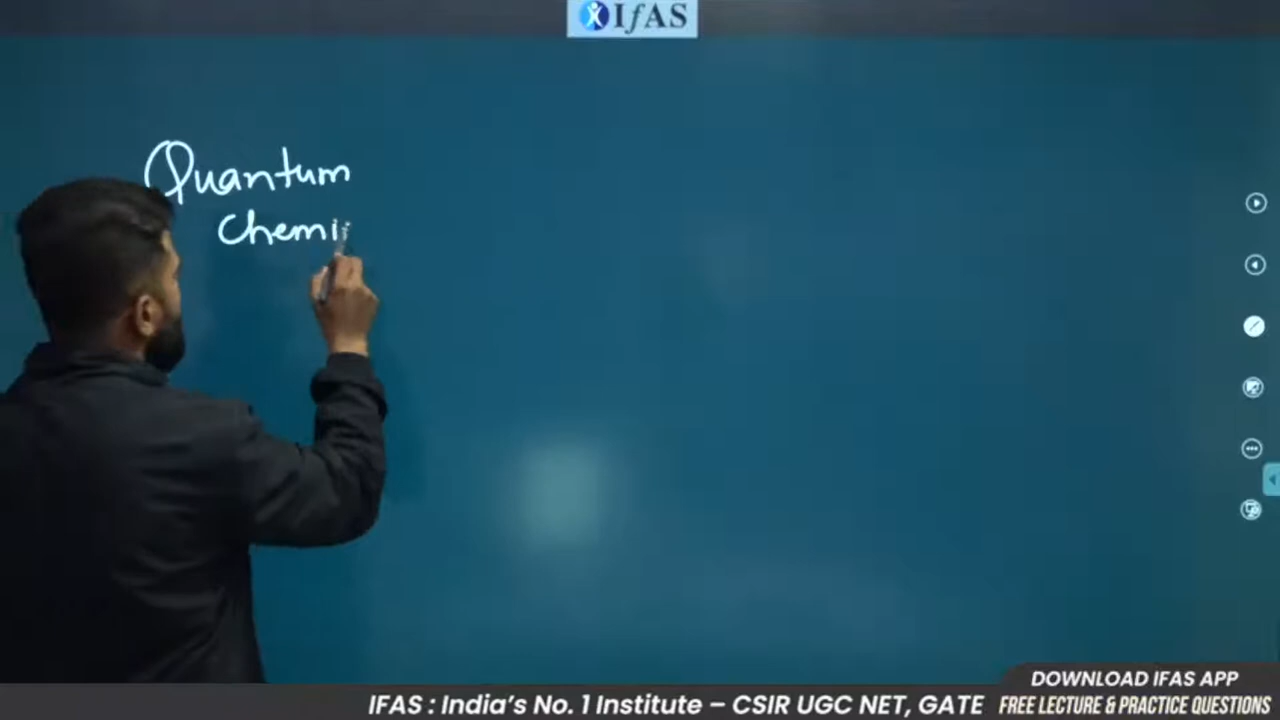 IfAS
Quantum
Chemi
DOWNLOAD IFAS APP
IFAS : India's No. 1 Institute – CSIR UGC NET, GATE FREE LECTURE & PRACTICE QUESTIONS